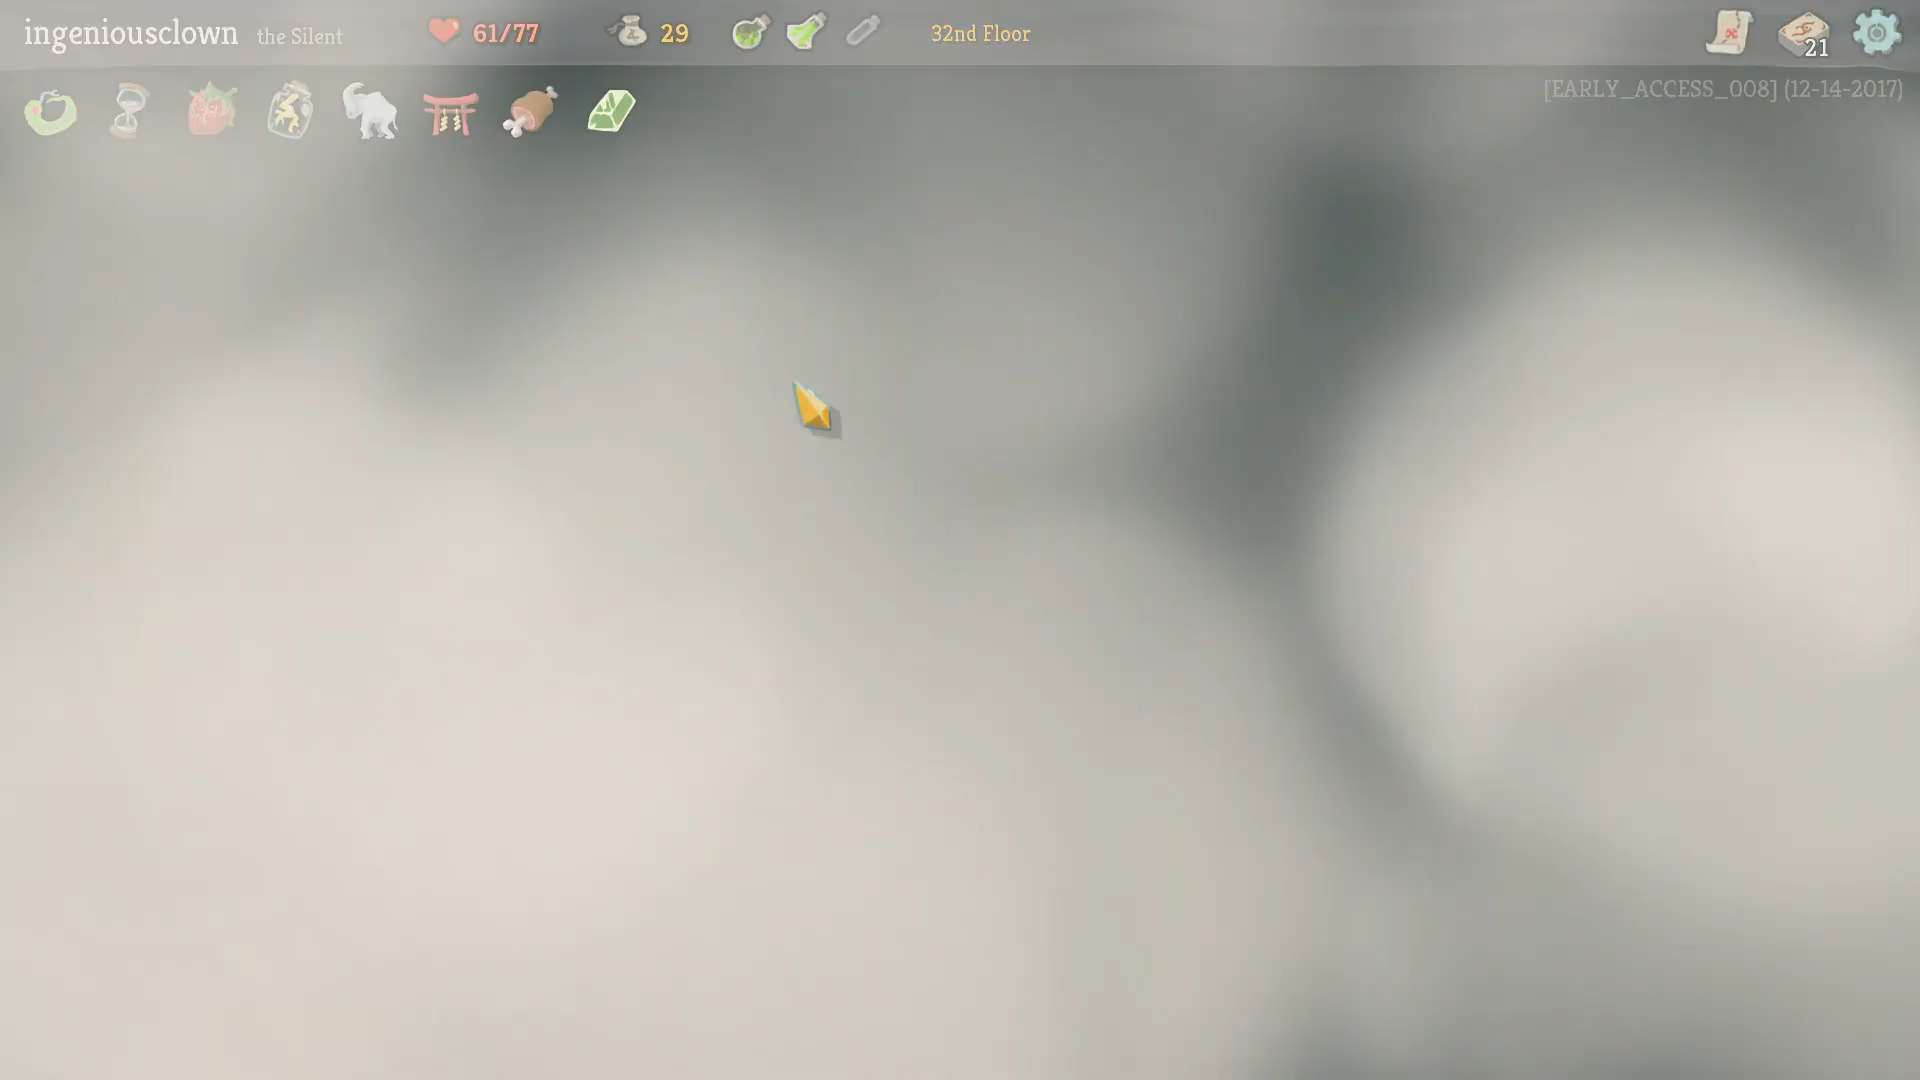 ingeniousclown the Silent 61/77 29 32nd Floor 21
[EARLY_ACCESS_008] (12-14-2017)